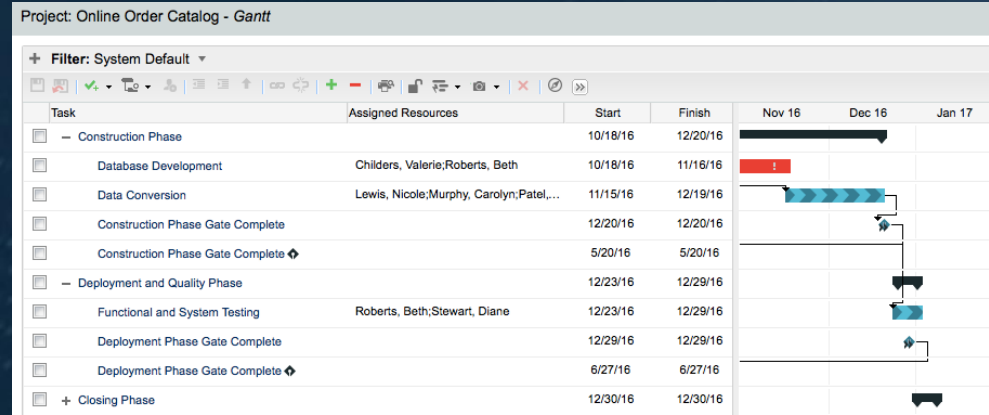 Project: Online Order Catalog - Gantt
Filter: System Default
Task Assigned Resources Start Finish Nov 16 Dec 16 Jan 17
Construction Phase 10/18/16 12/20/16
Database Development Childers, Valerie;Roberts, Beth 10/18/16 11/16/16 !
Data Conversion Lewis, Nicole;Murphy, Carolyn;Patel,... 11/15/16 12/19/16
Construction Phase Gate Complete 12/20/16 12/20/16
Construction Phase Gate Complete 5/20/16 5/20/16
Deployment and Quality Phase 12/23/16 12/29/16
Functional and System Testing Roberts, Beth;Stewart, Diane 12/23/16 12/29/16
Deployment Phase Gate Complete 12/29/16 12/29/16
Deployment Phase Gate Complete 6/27/16 6/27/16
Closing Phase 12/30/16 12/30/16